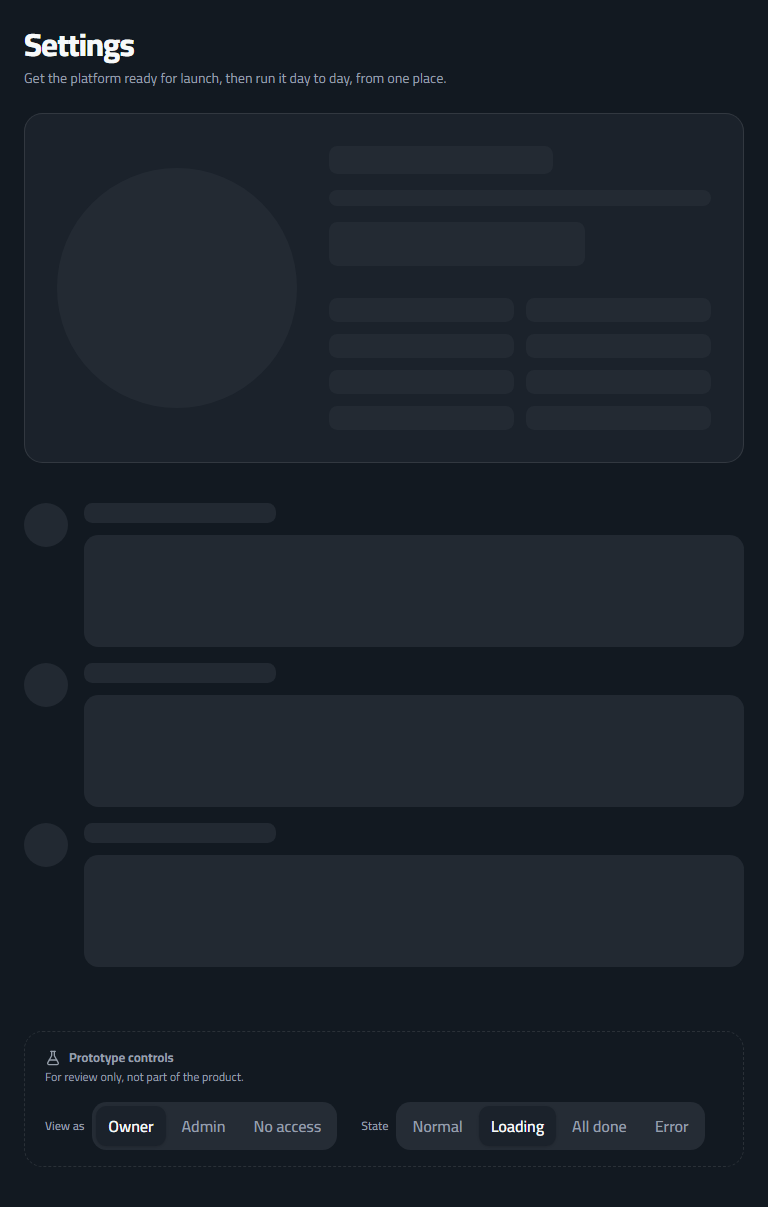 Settings
Get the platform ready for launch, then run it day to day, from one place.
Prototype controls
For review only, not part of the product.
View as Owner Admin No access State Normal Loading All done Error